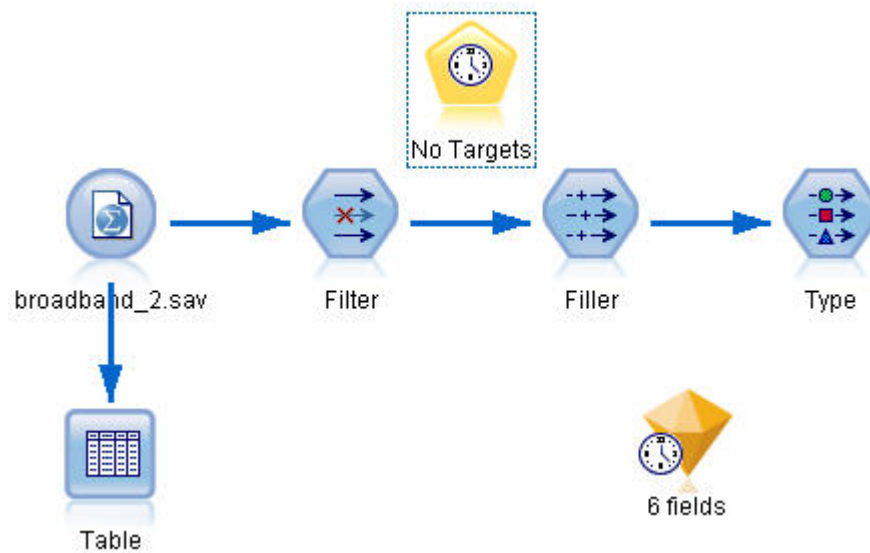 No Targets
broadband_2.sav
Filter
Filler
Type
Table
6 fields